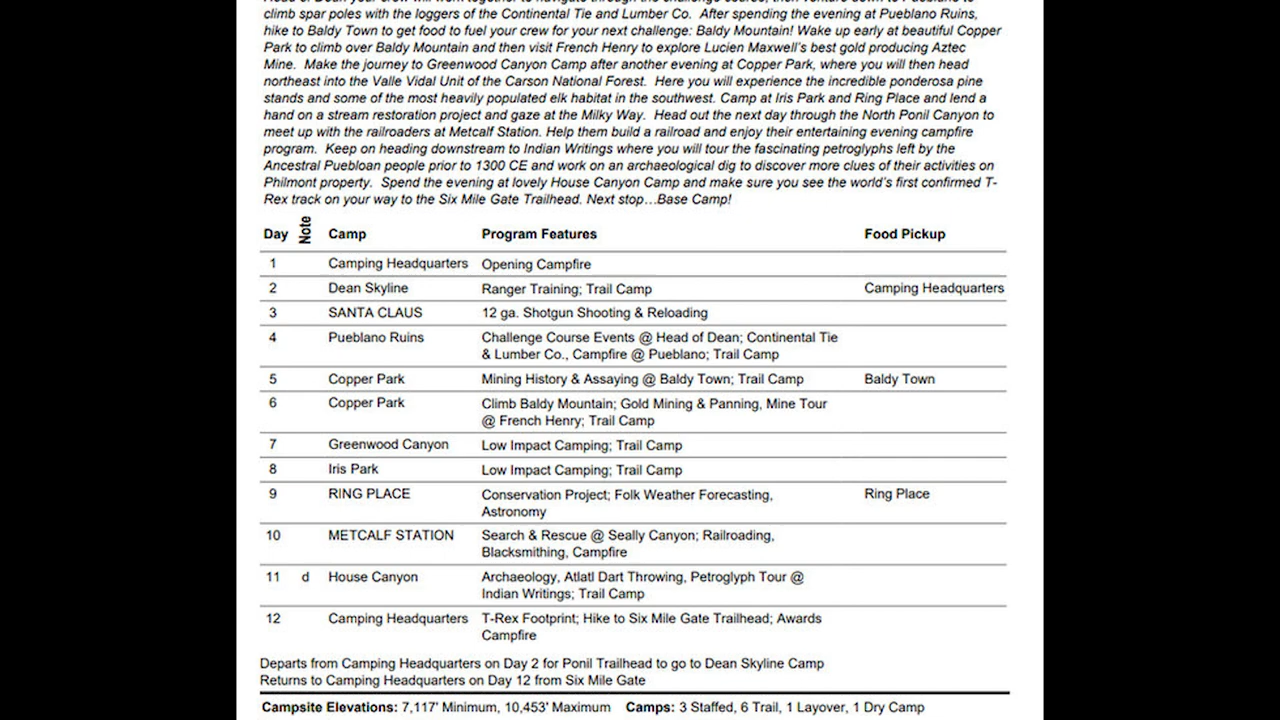 Head of Dean your crew will work together to navigate through the challenge course, then venture down to Pueblano to
climb spar poles with the loggers of the Continental Tie and Lumber Co. After spending the evening at Pueblano Ruins,
hike to Baldy Town to get food to fuel your crew for your next challenge: Baldy Mountain! Wake up early at beautiful Copper
Park to climb over Baldy Mountain and then visit French Henry to explore Lucien Maxwell's best gold producing Aztec
Mine. Make the journey to Greenwood Canyon Camp after another evening at Copper Park, where you will then head
northeast into the Valle Vidal Unit of the Carson National Forest. Here you will experience the incredible ponderosa pine
stands and some of the most heavily populated elk habitat in the southwest. Camp at Iris Park and Ring Place and lend a
hand on a stream restoration project and gaze at the Milky Way. Head out the next day through the North Ponil Canyon to
meet up with the railroaders at Metcalf Station. Help them build a railroad and enjoy their entertaining evening campfire
program. Keep on heading downstream to Indian Writings where you will tour the fascinating petroglyphs left by the
Ancestral Puebloan people prior to 1300 CE and work on an archaeological dig to discover more clues of their activities on
Philmont property. Spend the evening at lovely House Canyon Camp and make sure you see the world's first confirmed T-
Rex track on your way to the Six Mile Gate Trailhead. Next stop…Base Camp!
Day Note Camp Program Features Food Pickup
1 Camping Headquarters Opening Campfire
2 Dean Skyline Ranger Training; Trail Camp Camping Headquarters
3 SANTA CLAUS 12 ga. Shotgun Shooting & Reloading
4 Pueblano Ruins Challenge Course Events @ Head of Dean; Continental Tie
& Lumber Co., Campfire @ Pueblano; Trail Camp
5 Copper Park Mining History & Assaying @ Baldy Town; Trail Camp Baldy Town
6 Copper Park Climb Baldy Mountain; Gold Mining & Panning, Mine Tour
@ French Henry; Trail Camp
7 Greenwood Canyon Low Impact Camping; Trail Camp
8 Iris Park Low Impact Camping; Trail Camp
9 RING PLACE Conservation Project; Folk Weather Forecasting, Ring Place
Astronomy
10 METCALF STATION Search & Rescue @ Seally Canyon; Railroading,
Blacksmithing, Campfire
11 d House Canyon Archaeology, Atlatl Dart Throwing, Petroglyph Tour @
Indian Writings; Trail Camp
12 Camping Headquarters T-Rex Footprint; Hike to Six Mile Gate Trailhead; Awards
Campfire
Departs from Camping Headquarters on Day 2 for Ponil Trailhead to go to Dean Skyline Camp
Returns to Camping Headquarters on Day 12 from Six Mile Gate
Campsite Elevations: 7,117' Minimum, 10,453' Maximum Camps: 3 Staffed, 6 Trail, 1 Layover, 1 Dry Camp